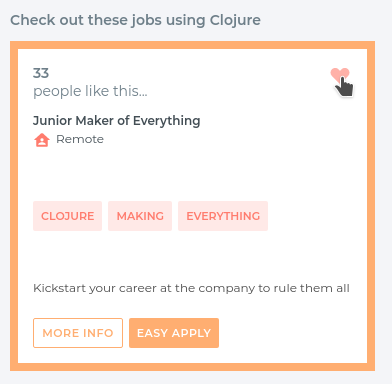 Check out these jobs using Clojure
33
people like this...
Junior Maker of Everything
Remote
CLOJURE MAKING EVERYTHING
Kickstart your career at the company to rule them all
MORE INFO EASY APPLY